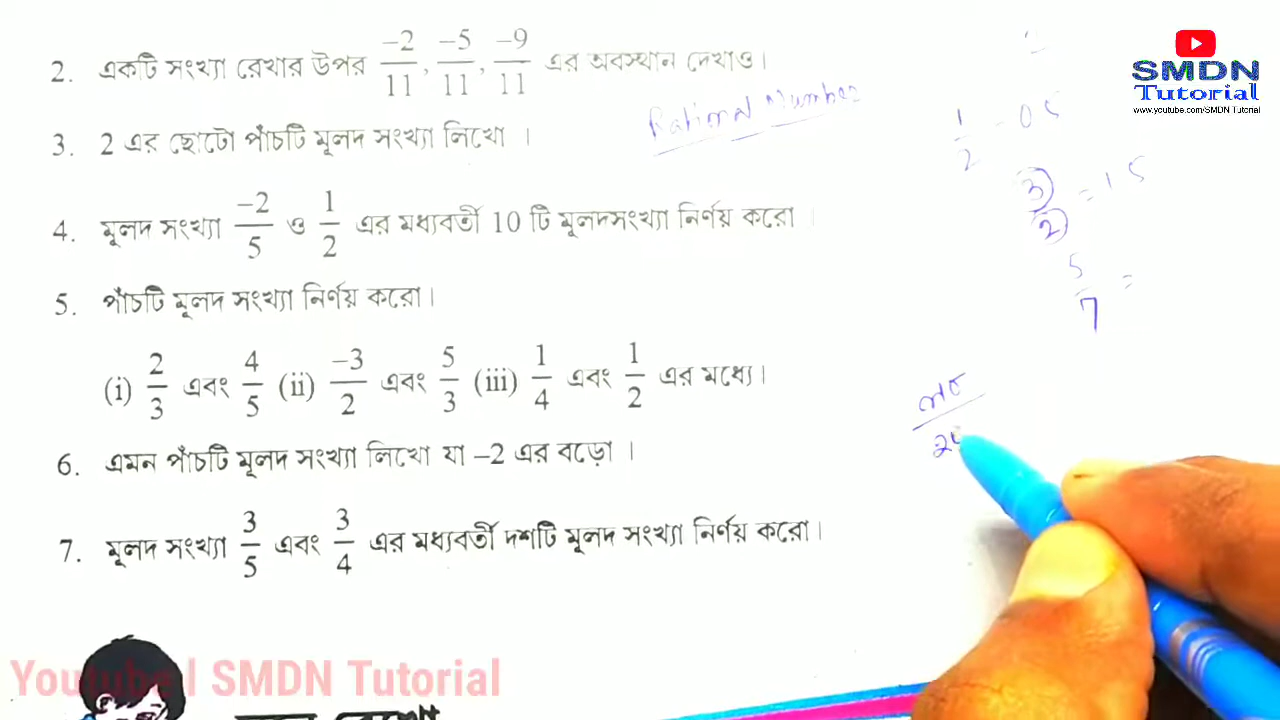 2. একটি সংখ্যা রেখার উপর -2/11, -5/11, -9/11 এর অবস্থান দেখাও।
3. 2 এর ছোটো পাঁচটি মূলদ সংখ্যা লিখো ।
Rational Number
4. মূলদ সংখ্যা -2/5 ও 1/2 এর মধ্যবর্তী 10 টি মূলদসংখ্যা নির্ণয় করো ।
5. পাঁচটি মূলদ সংখ্যা নির্ণয় করো।
(i) 2/3 এবং 4/5 (ii) -3/2 এবং 5/3 (iii) 1/4 এবং 1/2 এর মধ্যে।
6. এমন পাঁচটি মূলদ সংখ্যা লিখো যা –2 এর বড়ো ।
7. মূলদ সংখ্যা 3/5 এবং 3/4 এর মধ্যবর্তী দশটি মূলদ সংখ্যা নির্ণয় করো।
SMDN
Tutorial
www.youtube.com/SMDN Tutorial
1/2
3/2 = 1 5
5/7 =
Youtube l SMDN Tutorial